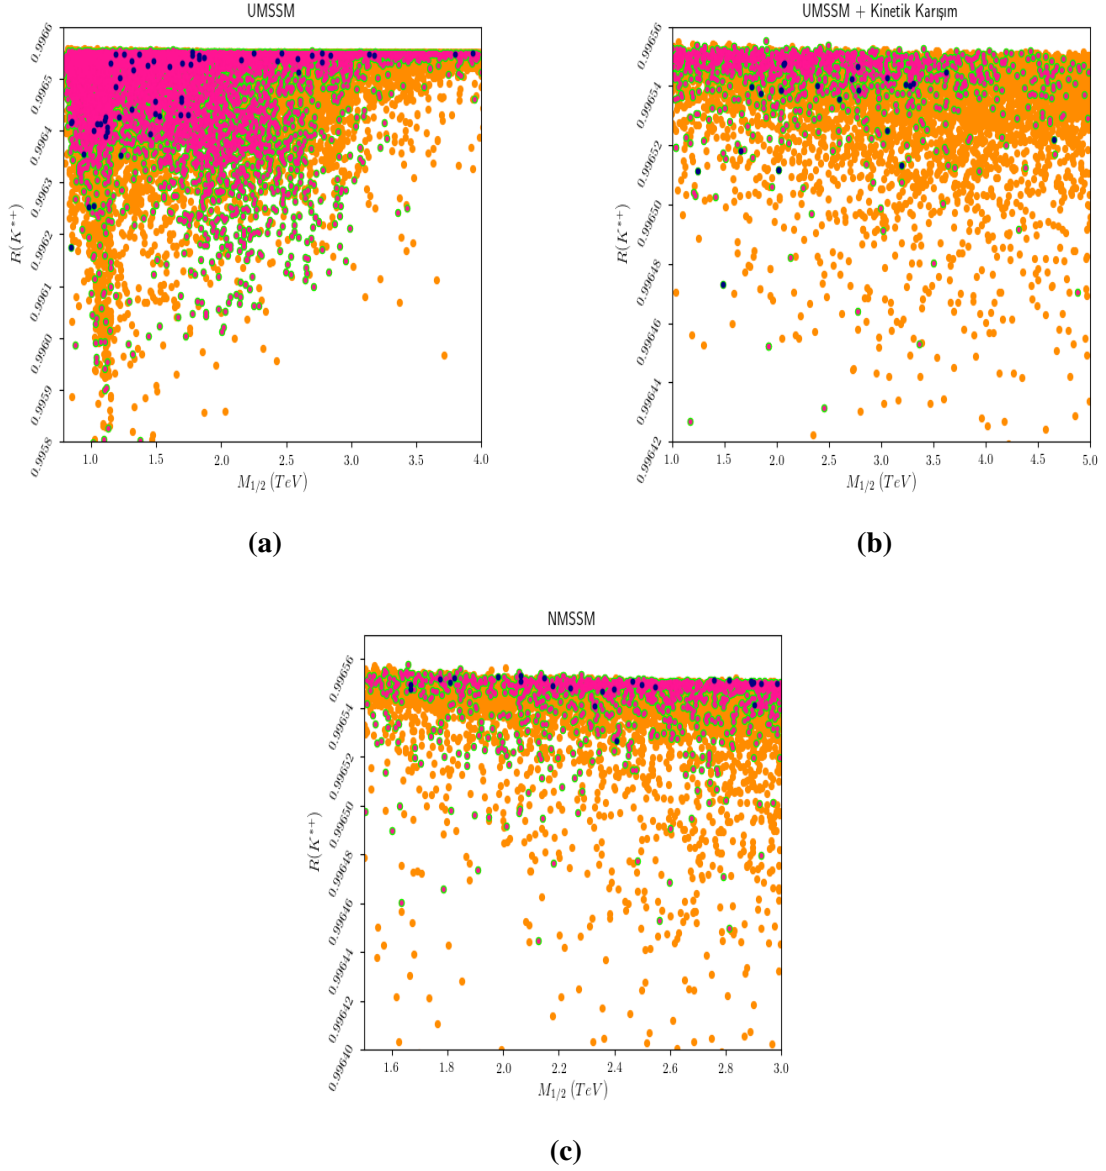 UMSSM
0.9966
0.9965
0.9964
0.9963
0.9962
0.9961
0.9960
0.9959
0.9958
R(K*+)
1.0 1.5 2.0 2.5 3.0 3.5 4.0
M1/2 (TeV)
(a)
UMSSM + Kinetik Karışım
0.99656
0.99654
0.99652
0.99650
0.99648
0.99646
0.99644
0.99642
R(K*+)
1.0 1.5 2.0 2.5 3.0 3.5 4.0 4.5 5.0
M1/2 (TeV)
(b)
NMSSM
0.99656
0.99654
0.99652
0.99650
0.99648
0.99646
0.99644
0.99642
0.99640
R(K*+)
1.6 1.8 2.0 2.2 2.4 2.6 2.8 3.0
M1/2 (TeV)
(c)